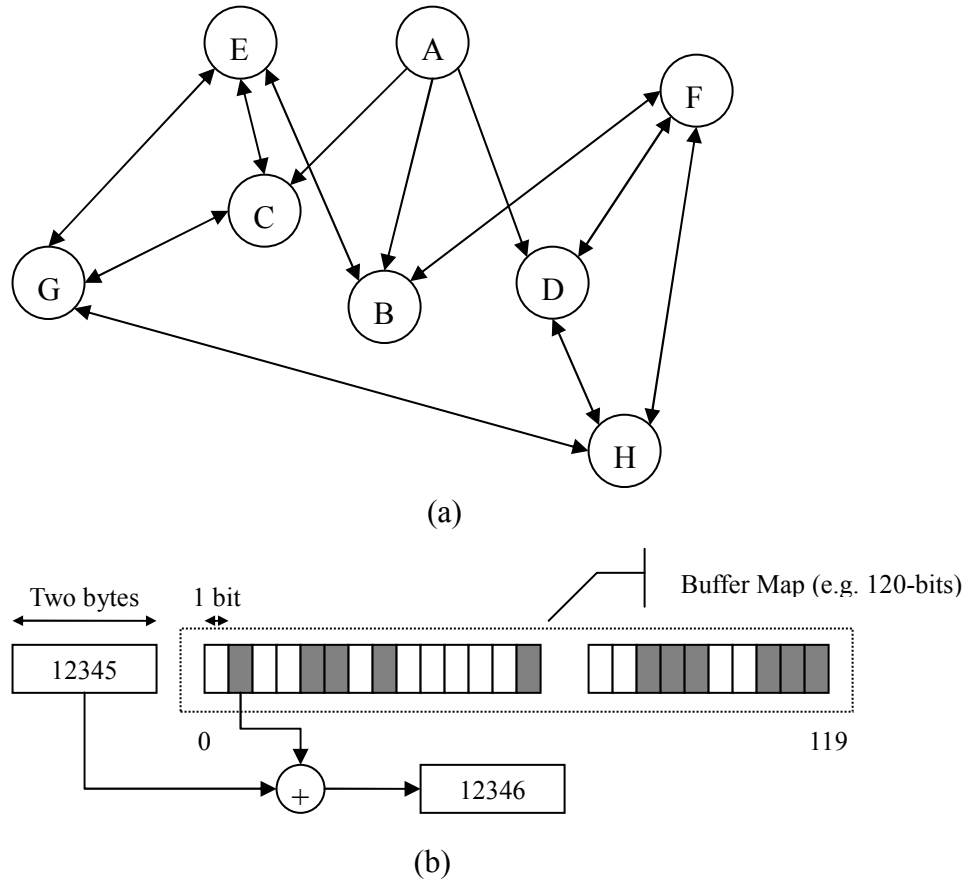 E
A
F
C
G
B
D
H
(a)
Two bytes
1 bit
Buffer Map (e.g. 120-bits)
12345
0
119
+
12346
(b)